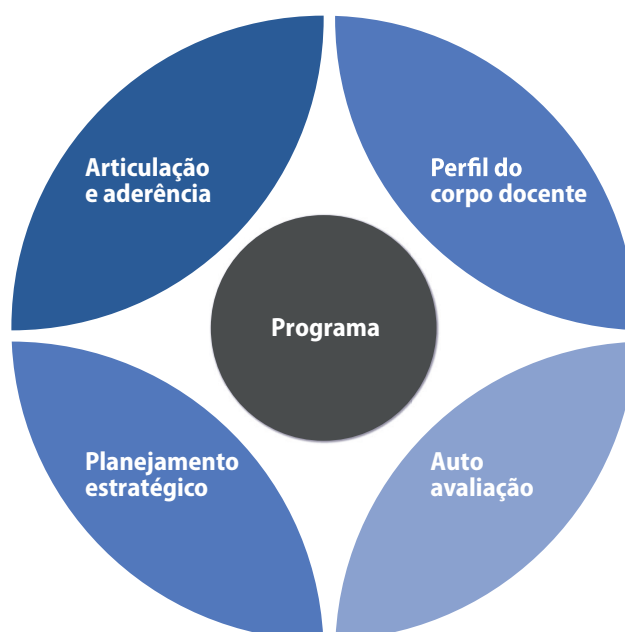 Articulação
e aderência
Perfil do
corpo docente
Programa
Planejamento
estratégico
Auto
avaliação